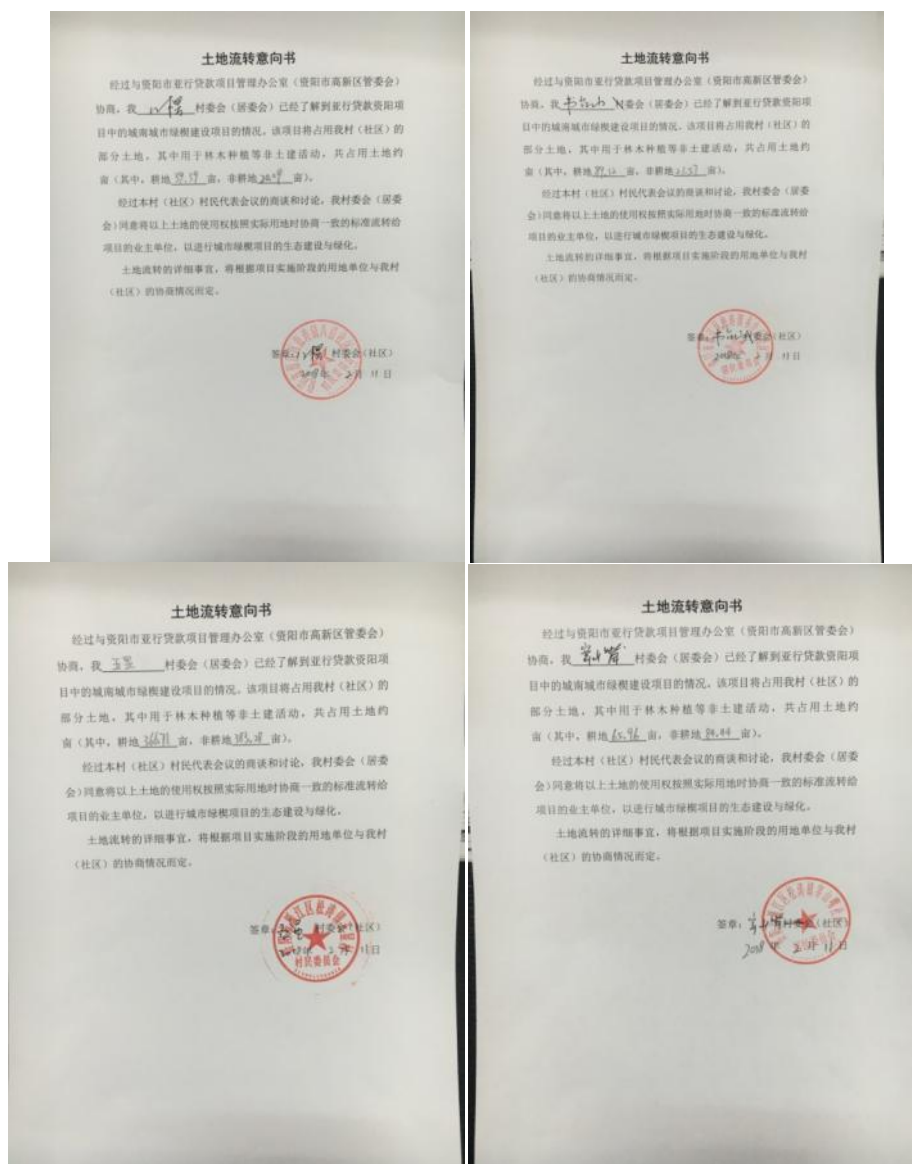 土地流转意向书
经过与资阳市亚行贷款项目管理办公室（资阳市高新区管委会）
协商，我 村委会（居委会）已经了解到亚行贷款资阳项
目中的城南城市绿楔建设项目的情况。该项目将占用我村（社区）的
部分土地，其中用于林木种植等非土建活动，共占用土地约
亩（其中，耕地 亩，非耕地 亩）。
经过本村（社区）村民代表会议的商谈和讨论，我村委会（居委
会）同意将以上土地的使用权按照实际用地时协商一致的标准流转给
项目的业主单位，以进行城市绿楔项目的生态建设与绿化。
土地流转的详细事宜，将根据项目实施阶段的用地单位与我村
（社区）的协商情况而定。
签章： 村委会（社区）
2018年 2月 11日
土地流转意向书
经过与资阳市亚行贷款项目管理办公室（资阳市高新区管委会）
协商，我 村委会（居委会）已经了解到亚行贷款资阳项
目中的城南城市绿楔建设项目的情况。该项目将占用我村（社区）的
部分土地，其中用于林木种植等非土建活动，共占用土地约
亩（其中，耕地 亩，非耕地 亩）。
经过本村（社区）村民代表会议的商谈和讨论，我村委会（居委
会）同意将以上土地的使用权按照实际用地时协商一致的标准流转给
项目的业主单位，以进行城市绿楔项目的生态建设与绿化。
土地流转的详细事宜，将根据项目实施阶段的用地单位与我村
（社区）的协商情况而定。
签章： 村委会（社区）
2018年 2月 11日
土地流转意向书
经过与资阳市亚行贷款项目管理办公室（资阳市高新区管委会）
协商，我 村委会（居委会）已经了解到亚行贷款资阳项
目中的城南城市绿楔建设项目的情况。该项目将占用我村（社区）的
部分土地，其中用于林木种植等非土建活动，共占用土地约
亩（其中，耕地 亩，非耕地 亩）。
经过本村（社区）村民代表会议的商谈和讨论，我村委会（居委
会）同意将以上土地的使用权按照实际用地时协商一致的标准流转给
项目的业主单位，以进行城市绿楔项目的生态建设与绿化。
土地流转的详细事宜，将根据项目实施阶段的用地单位与我村
（社区）的协商情况而定。
签章： 村委会（社区）
2018年 2月 11日
村民委员会
土地流转意向书
经过与资阳市亚行贷款项目管理办公室（资阳市高新区管委会）
协商，我 村委会（居委会）已经了解到亚行贷款资阳项
目中的城南城市绿楔建设项目的情况。该项目将占用我村（社区）的
部分土地，其中用于林木种植等非土建活动，共占用土地约
亩（其中，耕地 65.96 亩，非耕地 亩）。
经过本村（社区）村民代表会议的商谈和讨论，我村委会（居委
会）同意将以上土地的使用权按照实际用地时协商一致的标准流转给
项目的业主单位，以进行城市绿楔项目的生态建设与绿化。
土地流转的详细事宜，将根据项目实施阶段的用地单位与我村
（社区）的协商情况而定。
签章： 村委会（社区）
2018年 2月 11日